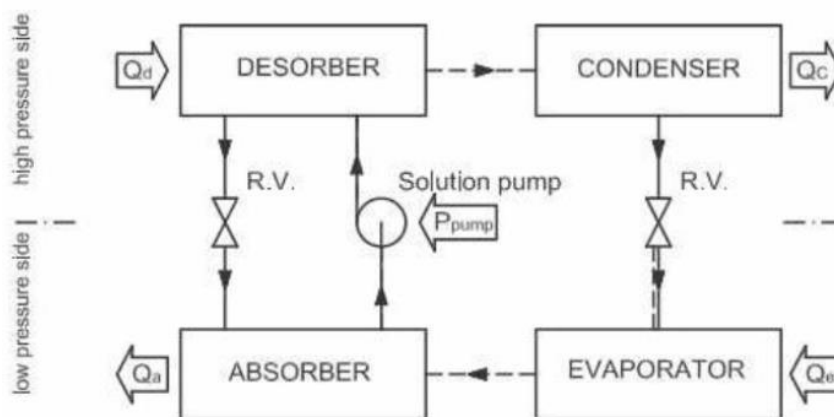 high pressure side
Qd
DESORBER
CONDENSER
Qc
R.V.
Solution pump
R.V.
Ppump
low pressure side
Qa
ABSORBER
EVAPORATOR
Qe